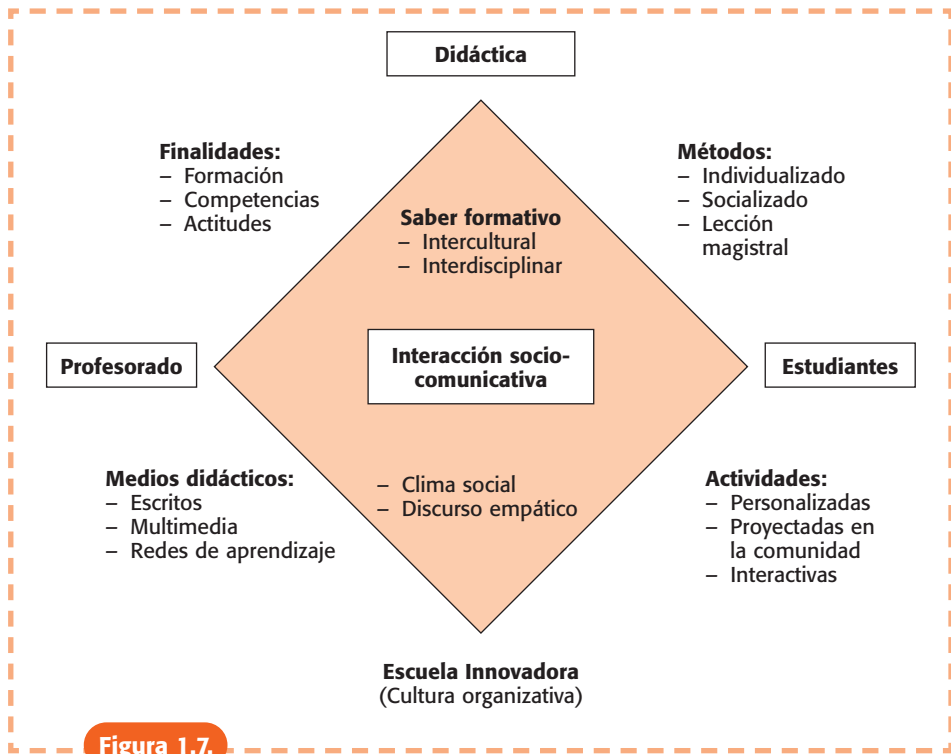 Didáctica
Finalidades:
– Formación
– Competencias
– Actitudes
Métodos:
– Individualizado
– Socializado
– Lección
magistral
Saber formativo
– Intercultural
– Interdisciplinar
Profesorado
Interacción socio-
comunicativa
Estudiantes
Medios didácticos:
– Escritos
– Multimedia
– Redes de aprendizaje
– Clima social
– Discurso empático
Actividades:
– Personalizadas
– Proyectadas en
la comunidad
– Interactivas
Escuela Innovadora
(Cultura organizativa)
Figura 1.7.